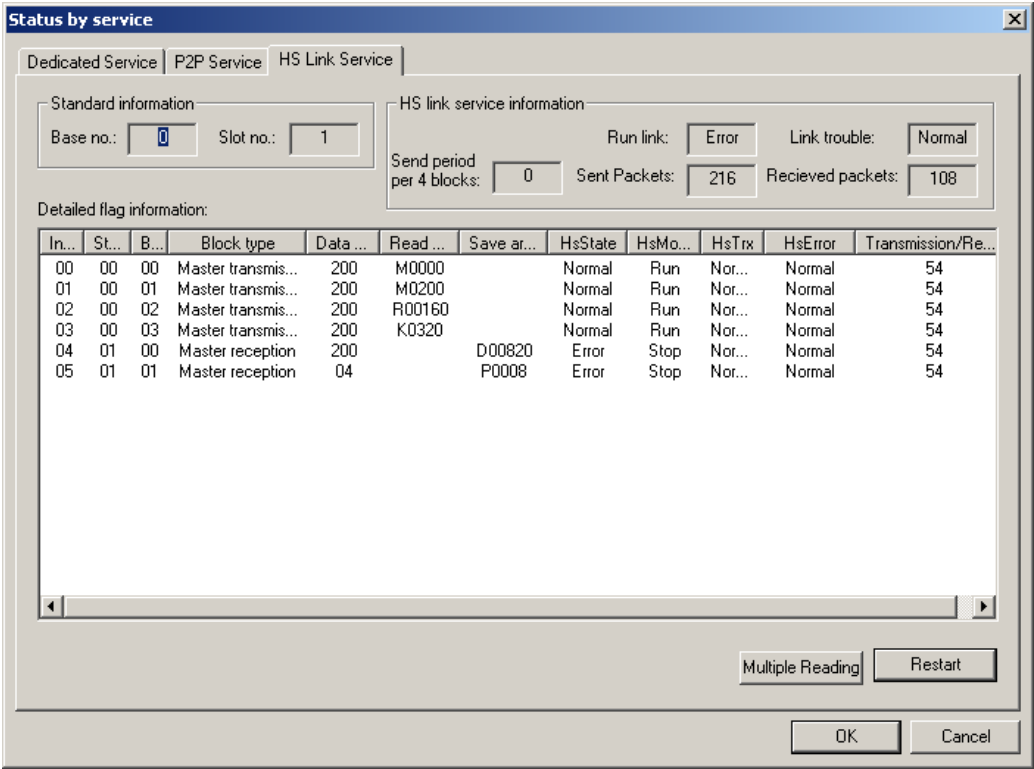 Status by service
Dedicated Service P2P Service HS Link Service
Standard information
Base no.: 0 Slot no.: 1
HS link service information
Run link: Error Link trouble: Normal
Send period
per 4 blocks: 0 Sent Packets: 216 Recieved packets: 108
Detailed flag information:
In... St... B... Block type Data ... Read ... Save ar... HsState HsMo... HsTrx HsError Transmission/Re...
00 00 00 Master transmis... 200 M0000 Normal Run Nor... Normal 54
01 00 01 Master transmis... 200 M0200 Normal Run Nor... Normal 54
02 00 02 Master transmis... 200 R00160 Normal Run Nor... Normal 54
03 00 03 Master transmis... 200 K0320 Normal Run Nor... Normal 54
04 01 00 Master reception 200 D00820 Error Stop Nor... Normal 54
05 01 01 Master reception 04 P0008 Error Stop Nor... Normal 54
Multiple Reading Restart
OK Cancel